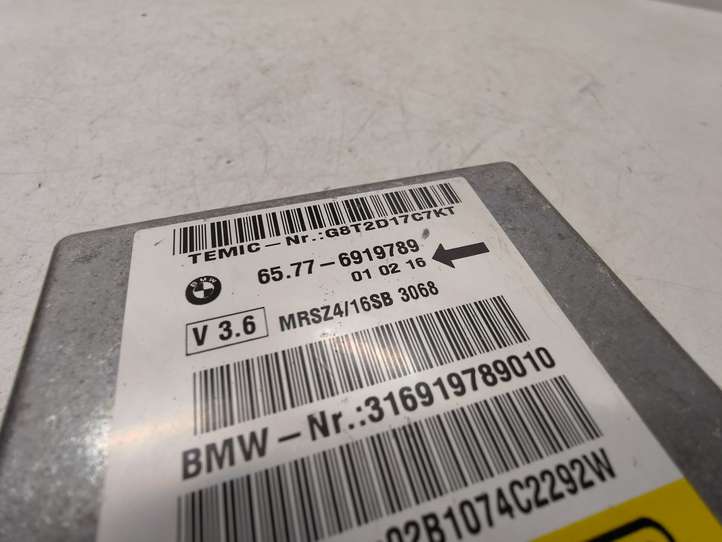 TEMIC-Nr.:G8T2D17C7KT
BMW
65.77-6919789
01 02 16
V 3.6
MRSZ4/16SB 3068
BMW-Nr.:316919789010
02B1074C2292W